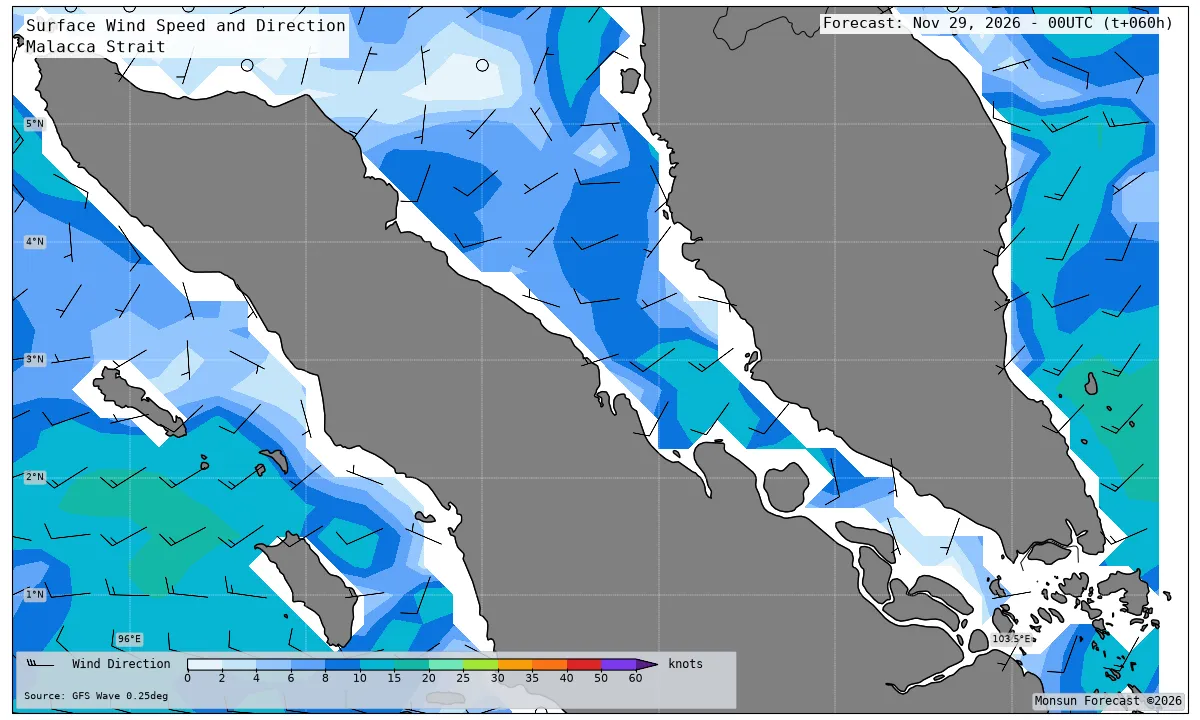 Surface Wind Speed and Direction
Malacca Strait
Forecast: Nov 29, 2026 - 00UTC (t+060h)
5°N
4°N
3°N
2°N
1°N
96°E
103.5°E
Wind Direction
knots
0 2 4 6 8 10 15 20 25 30 35 40 50 60
Source: GFS Wave 0.25deg
Monsun Forecast ©2026